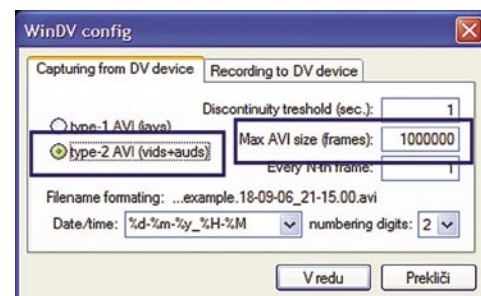 WinDV config
Capturing from DV device Recording to DV device
Discontinuity treshold (sec.): 1
type-1 AVI (iavs)
Max AVI size (frames): 1000000
type-2 AVI (vids+auds)
Every N-th frame: 1
Filename formating: ...example.18-09-06_21-15.00.avi
Date/time: %d-%m-%y_%H-%M numbering digits: 2
V redu Prekliči